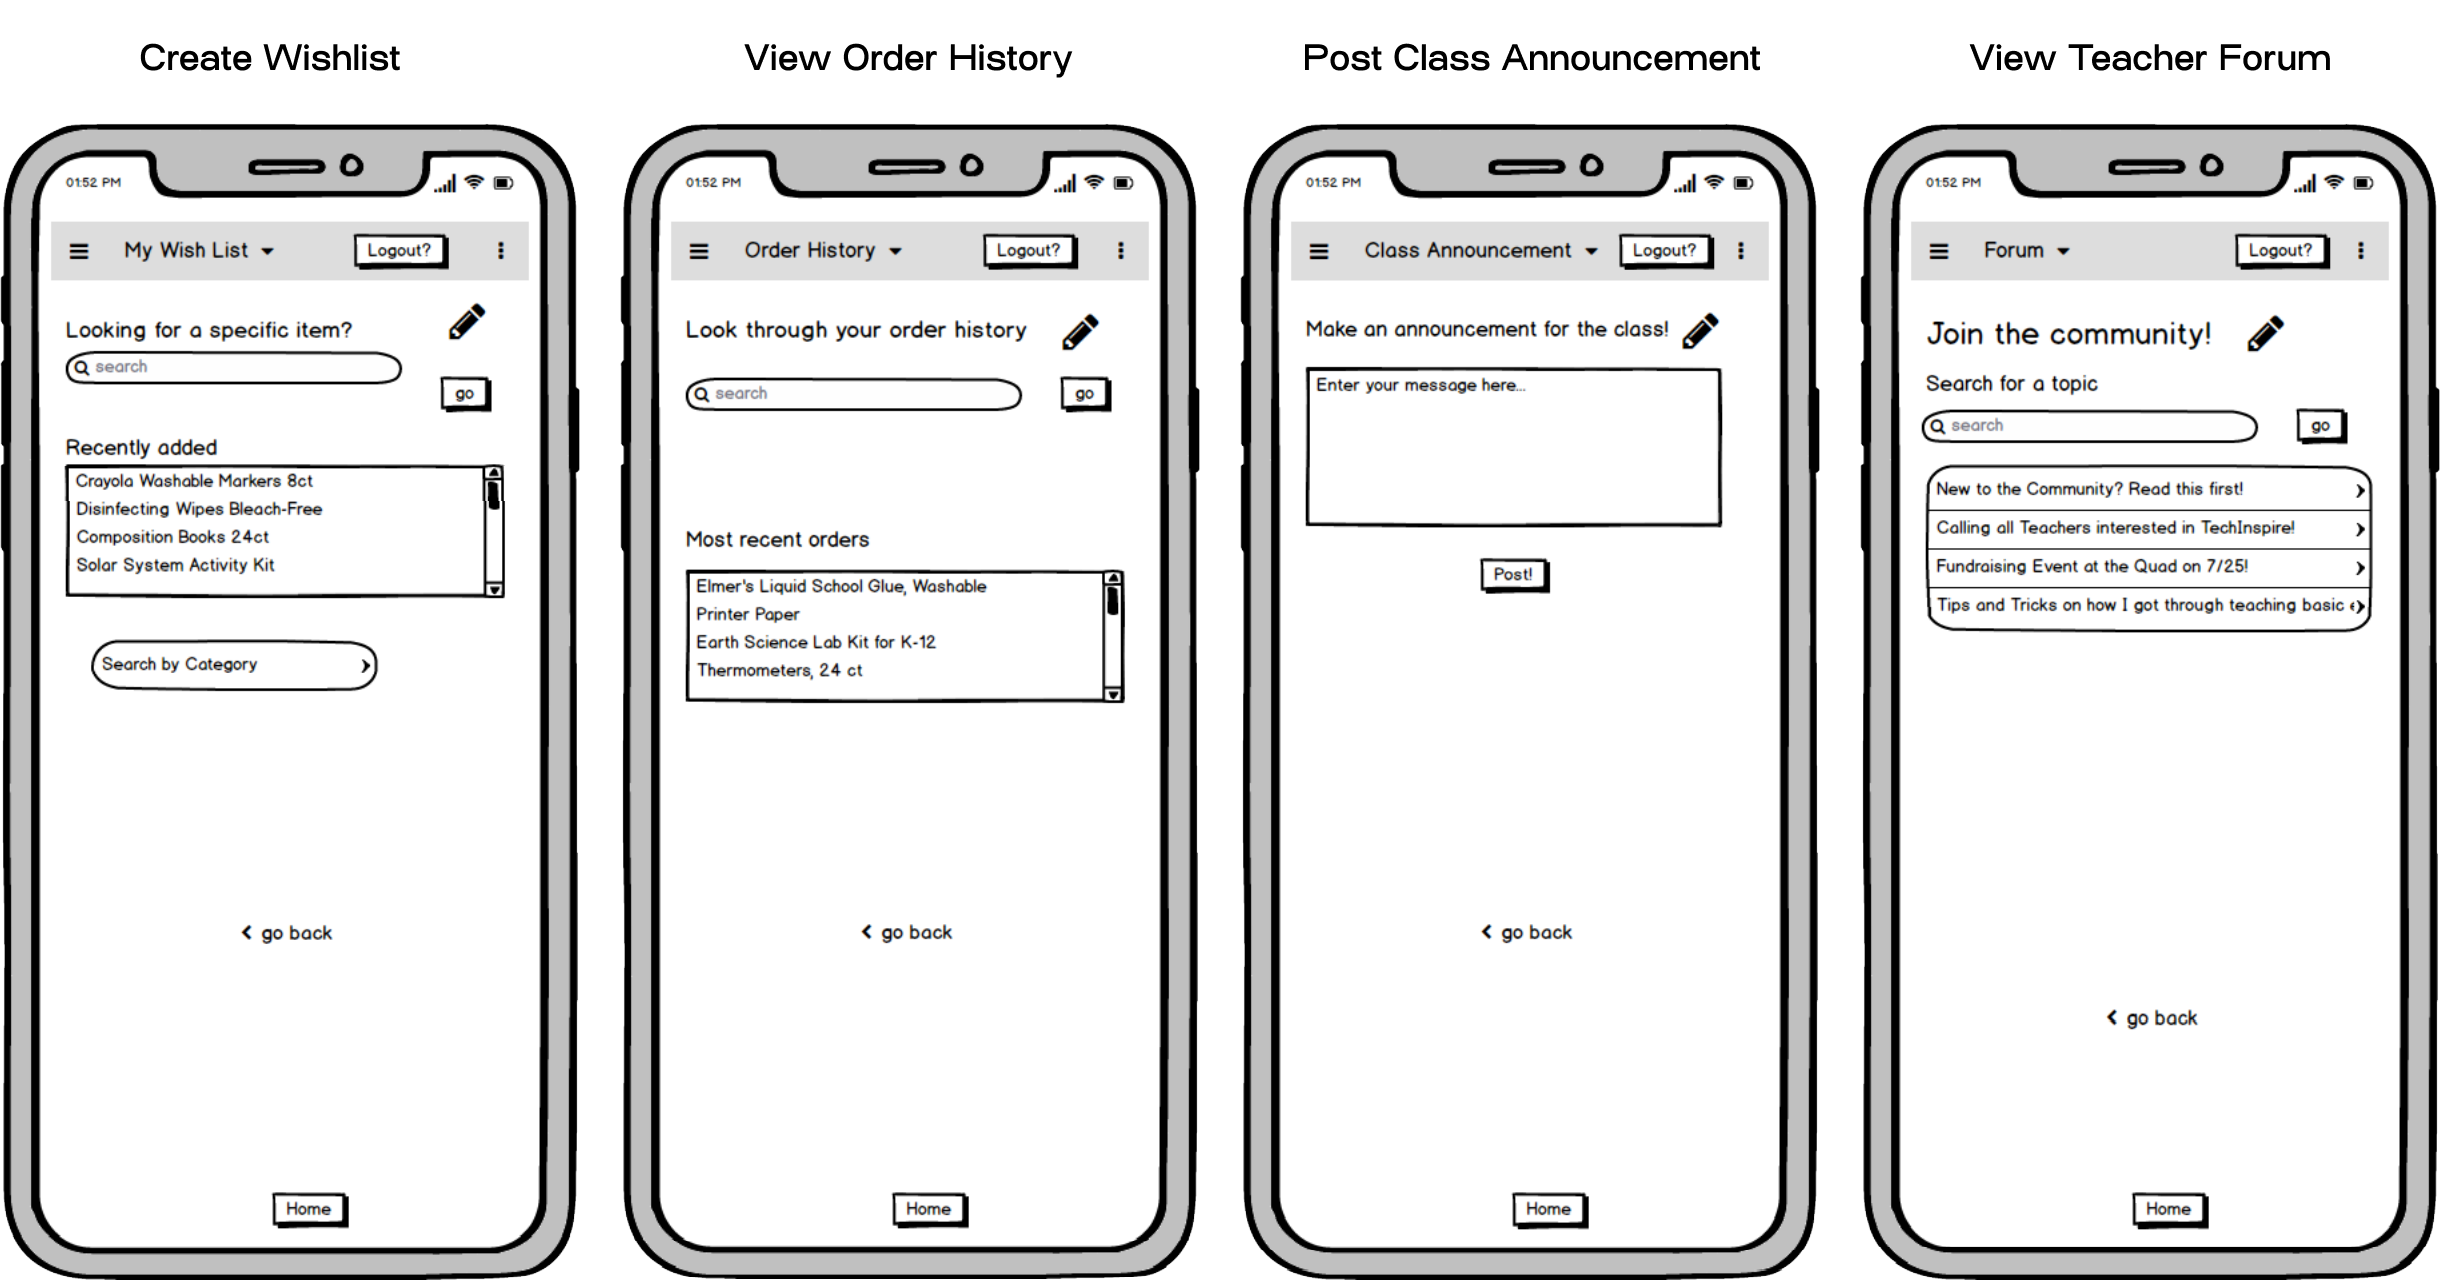 Create Wishlist
01:52 PM
My Wish List
Logout?
Looking for a specific item?
search
go
Recently added
Crayola Washable Markers 8ct
Disinfecting Wipes Bleach-Free
Composition Books 24ct
Solar System Activity Kit
Search by Category
go back
Home
View Order History
01:52 PM
Order History
Logout?
Look through your order history
search
go
Most recent orders
Elmer's Liquid School Glue, Washable
Printer Paper
Earth Science Lab Kit for K-12
Thermometers, 24 ct
go back
Home
Post Class Announcement
01:52 PM
Class Announcement
Logout?
Make an announcement for the class!
Enter your message here...
Post!
go back
Home
View Teacher Forum
01:52 PM
Forum
Logout?
Join the community!
Search for a topic
search
go
New to the Community? Read this first!
Calling all Teachers interested in TechInspire!
Fundraising Event at the Quad on 7/25!
Tips and Tricks on how I got through teaching basic
go back
Home